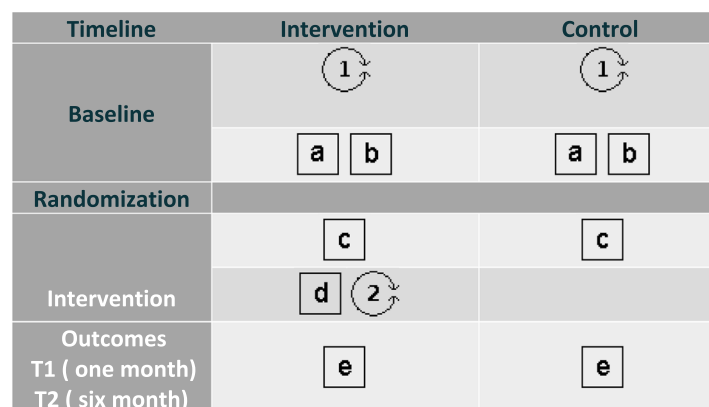 Timeline Intervention Control
1 1
Baseline
a b a b
Randomization
c c
Intervention d 2
Outcomes
T1 ( one month) e e
T2 ( six month)